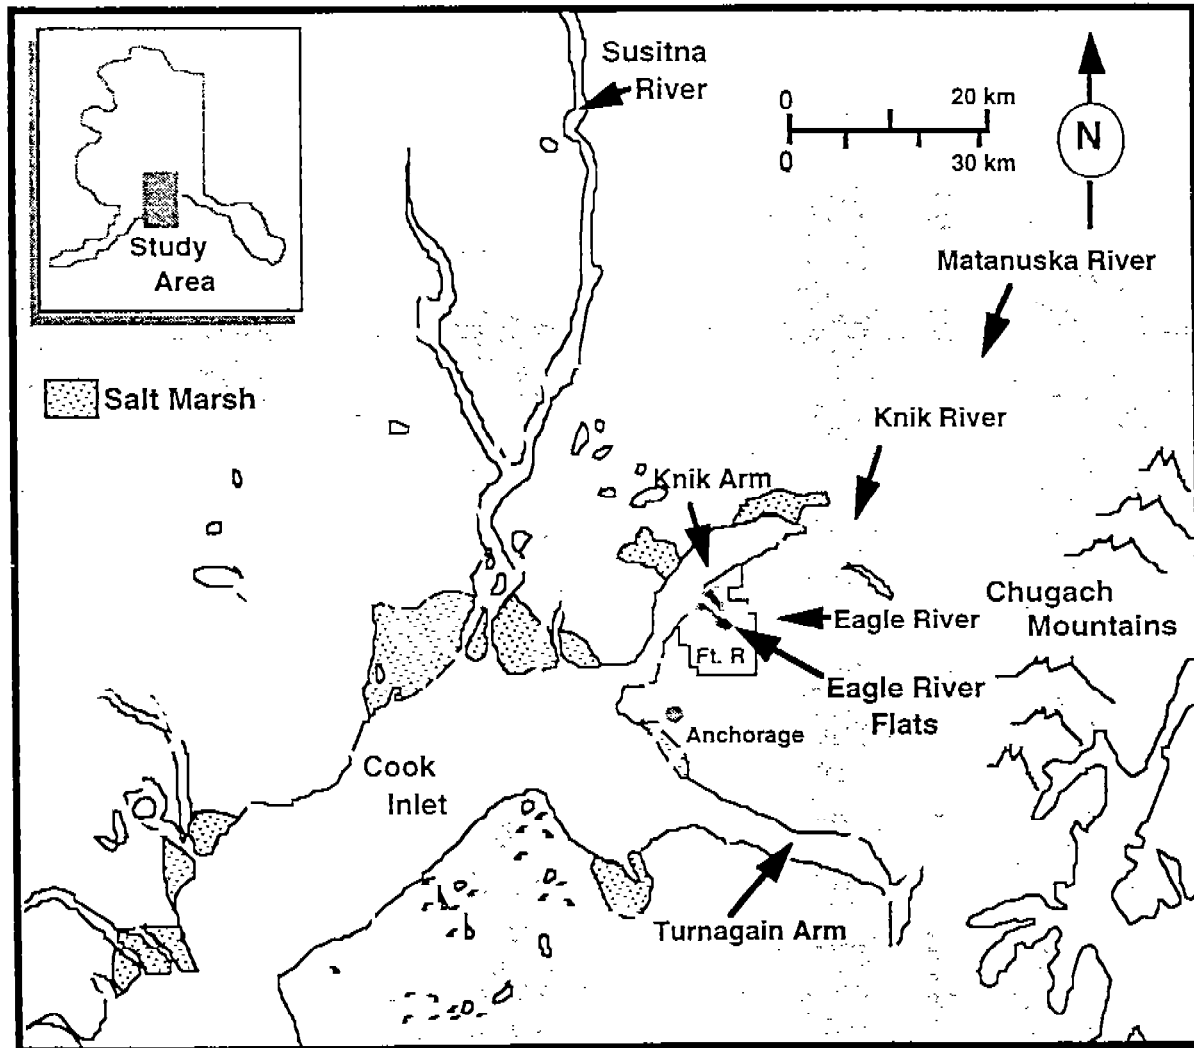 Susitna
River
0
20 km
0
30 km
N
Study
Area
Matanuska River
Salt Marsh
Knik River
Knik Arm
Chugach
Mountains
Eagle River
Ft. R
Eagle River
Flats
Anchorage
Cook
Inlet
Turnagain Arm